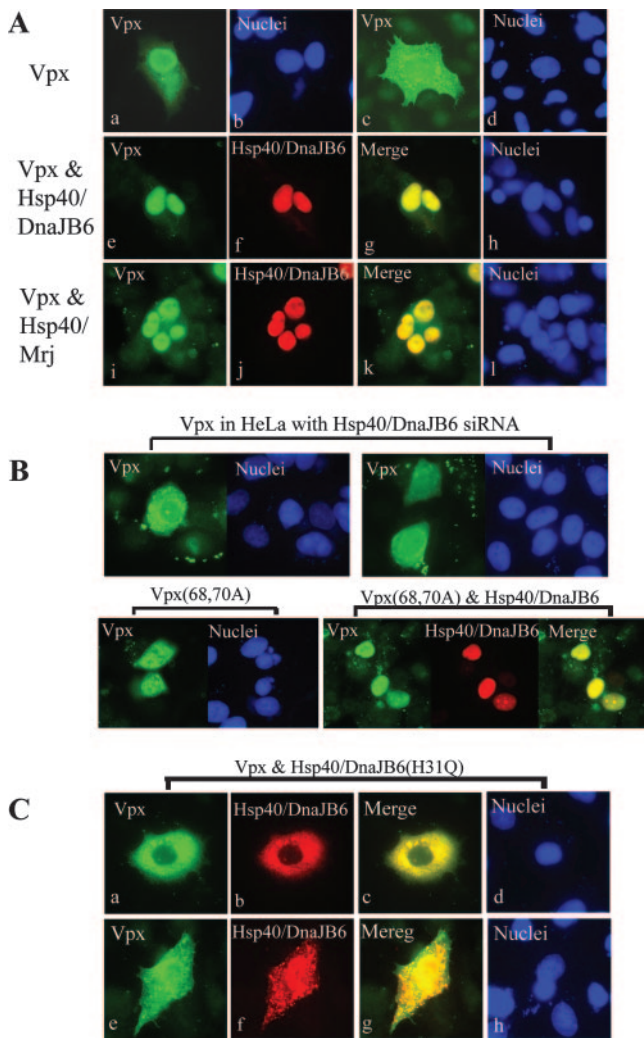 A
Vpx Nuclei Vpx Nuclei
Vpx
a b c d
Vpx Hsp40/DnaJB6 Merge Nuclei
Vpx &
Hsp40/
DnaJB6
e f g h
Vpx Hsp40/DnaJB6 Merge Nuclei
Vpx &
Hsp40/
Mrj
i j k l
Vpx in HeLa with Hsp40/DnaJB6 siRNA
B
Vpx Nuclei Vpx Nuclei
Vpx(68,70A) Vpx(68,70A) & Hsp40/DnaJB6
Vpx Nuclei Vpx Hsp40/DnaJB6 Merge
Vpx & Hsp40/DnaJB6(H31Q)
C
Vpx Hsp40/DnaJB6 Merge Nuclei
a b c d
Vpx Hsp40/DnaJB6 Mereg Nuclei
e f g h